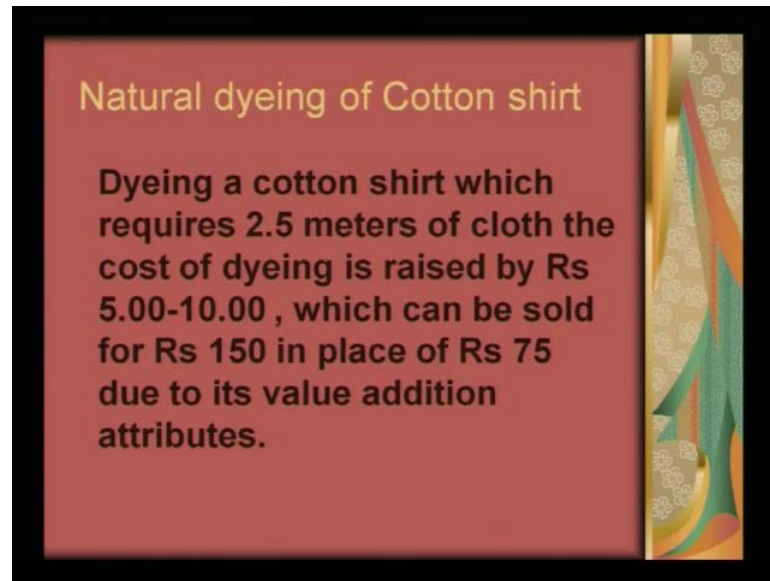 Natural dyeing of Cotton shirt
Dyeing a cotton shirt which
requires 2.5 meters of cloth the
cost of dyeing is raised by Rs
5.00-10.00 , which can be sold
for Rs 150 in place of Rs 75
due to its value addition
attributes.